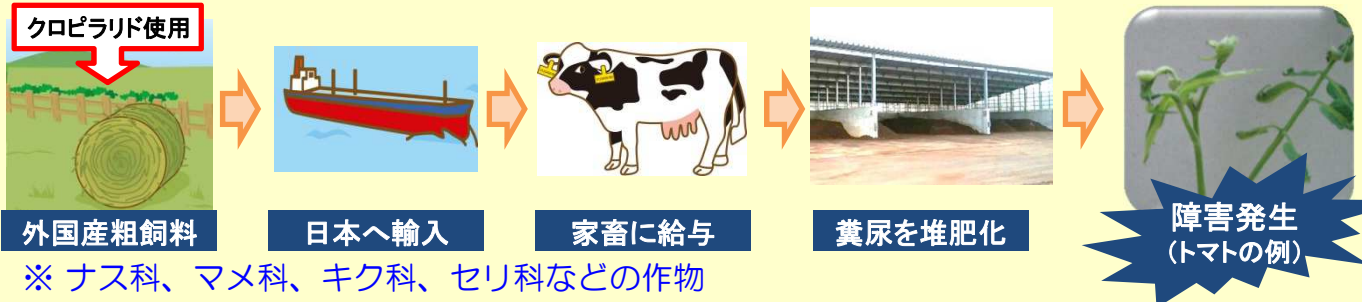 クロピラリド使用
外国産粗飼料
日本へ輸入
家畜に給与
糞尿を堆肥化
障害発生
(トマトの例)
※ ナス科、マメ科、キク科、セリ科などの作物